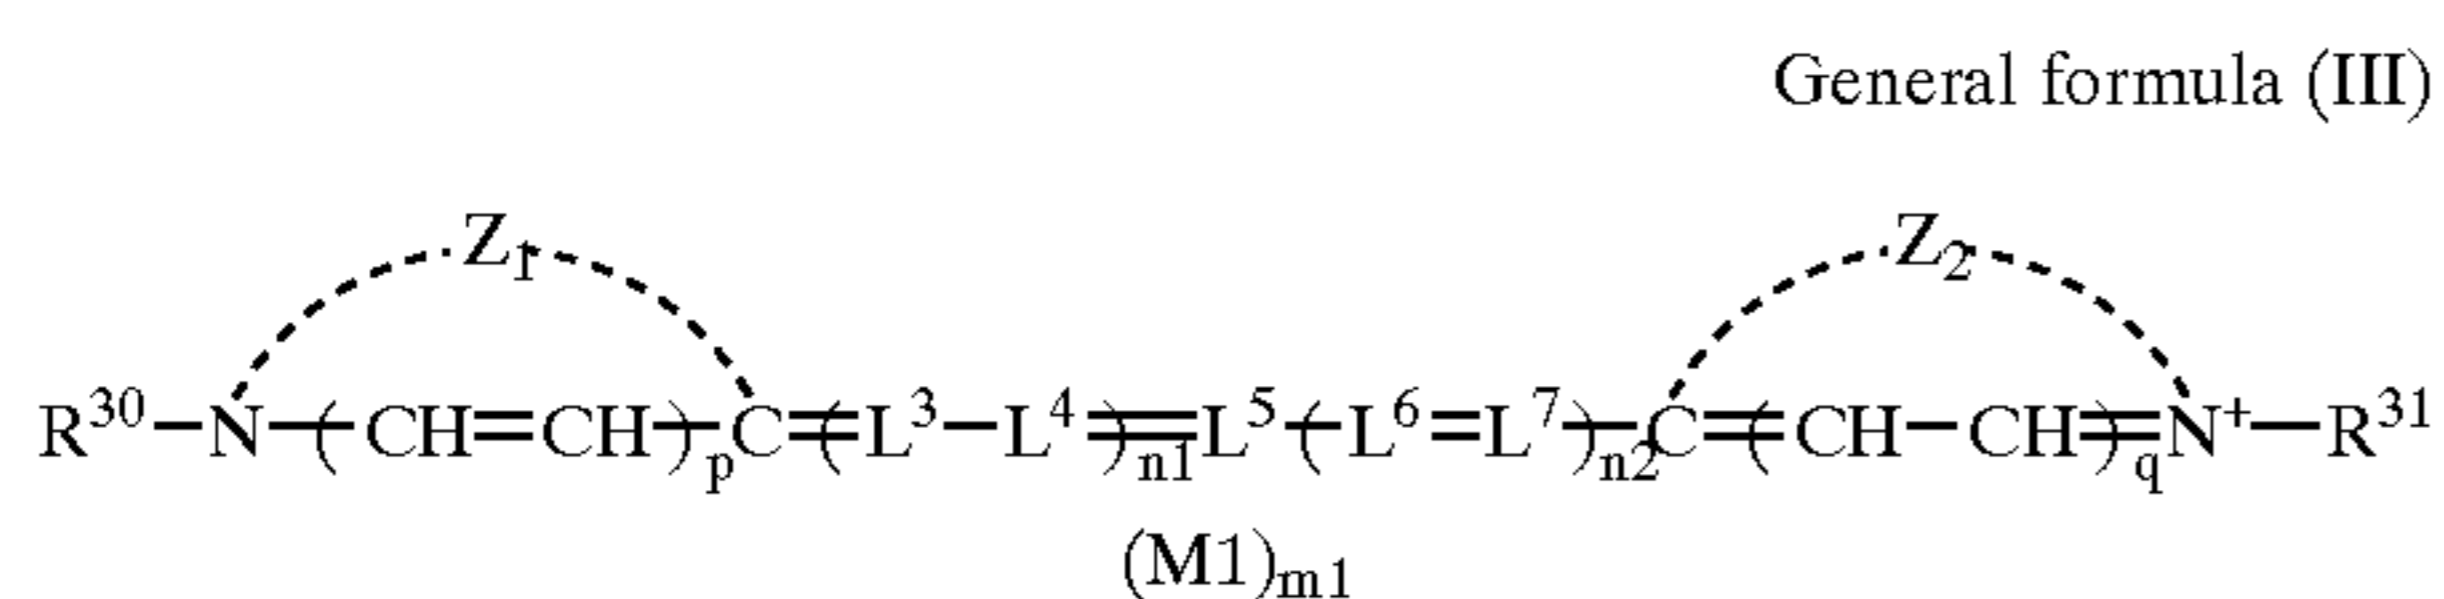 General formula (III)
Z₁ Z₂
R³⁰—N—(CH=CH)ₚC=(L³—L⁴)ₙ₁=L⁵—(L⁶=L⁷)ₙ₂—C=(CH—CH)q=N⁺—R³¹
(M1)ₘ₁